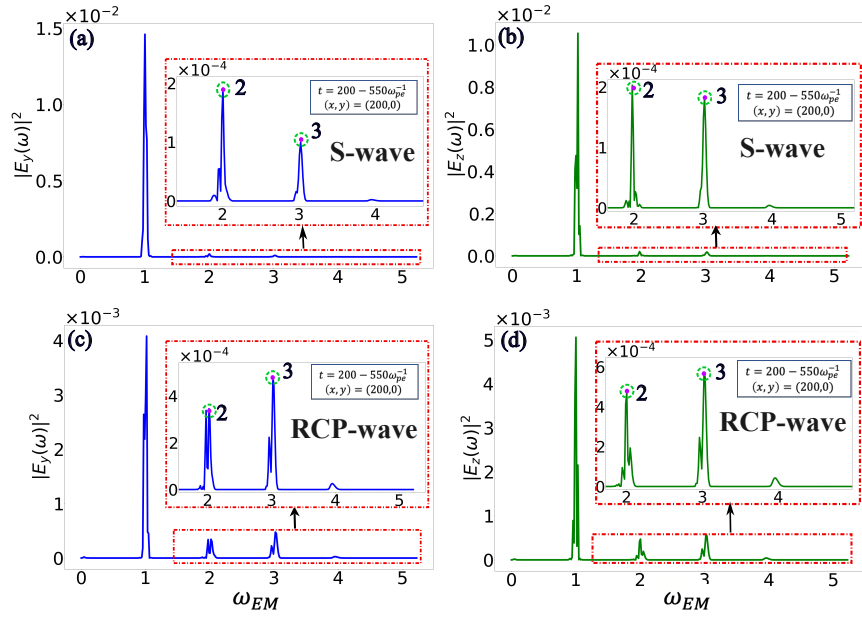 (a)
×10⁻²
1.5
1.0
0.5
0.0
|E_y(ω)|²
0 1 2 3 4 5
×10⁻⁴
2
1
0
2 3 4
2
3
t = 200 − 550ω_pe⁻¹
(x, y) = (200,0)
S-wave
(b)
×10⁻²
1.0
0.8
0.6
0.4
0.2
0.0
|E_z(ω)|²
0 1 2 3 4 5
×10⁻⁴
2
1
0
2 3 4 5
2
3
t = 200 − 550ω_pe⁻¹
(x, y) = (200,0)
S-wave
(c)
×10⁻³
4
3
2
1
0
|E_y(ω)|²
0 1 2 3 4 5
ω_EM
×10⁻⁴
4
2
0
2 3 4 5
2
3
t = 200 − 550ω_pe⁻¹
(x, y) = (200,0)
RCP-wave
(d)
×10⁻³
5
4
3
2
1
0
|E_z(ω)|²
0 1 2 3 4 5
ω_EM
×10⁻⁴
6
4
2
0
2 3 4
2
3
t = 200 − 550ω_pe⁻¹
(x, y) = (200,0)
RCP-wave